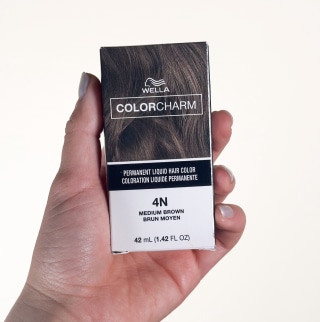 WELLA
COLORCHARM
PERMANENT LIQUID HAIR COLOR
COLORATION LIQUIDE PERMANENTE
4N
MEDIUM BROWN
BRUN MOYEN
42 mL (1.42 FL OZ)